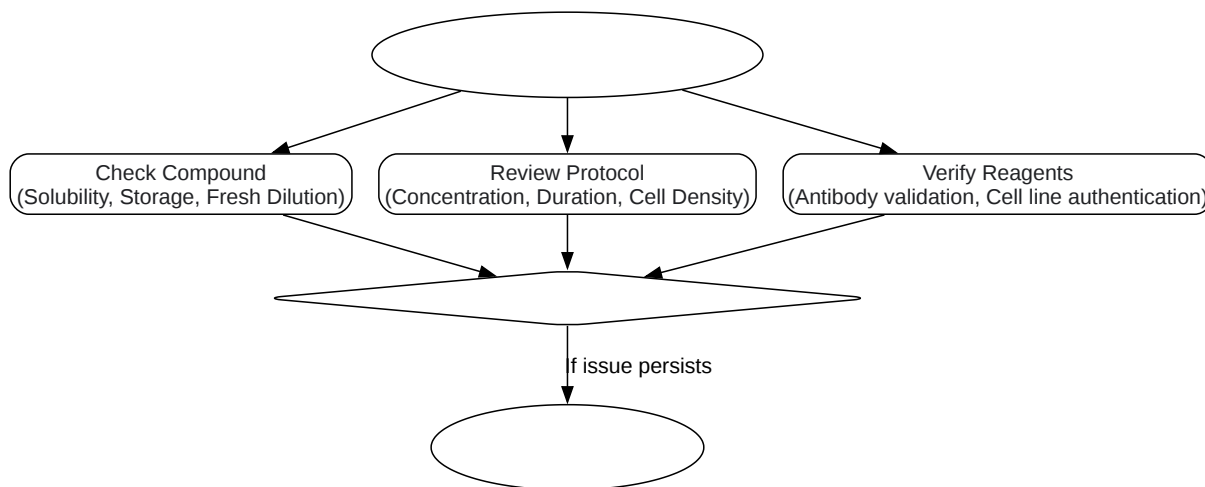 Check Compound
(Solubility, Storage, Fresh Dilution)
Review Protocol
(Concentration, Duration, Cell Density)
Verify Reagents
(Antibody validation, Cell line authentication)
If issue persists